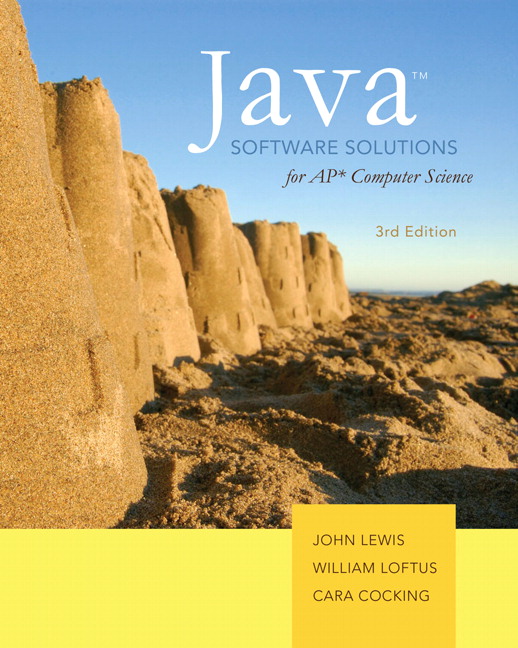 Java™
SOFTWARE SOLUTIONS
for AP* Computer Science
3rd Edition
JOHN LEWIS
WILLIAM LOFTUS
CARA COCKING